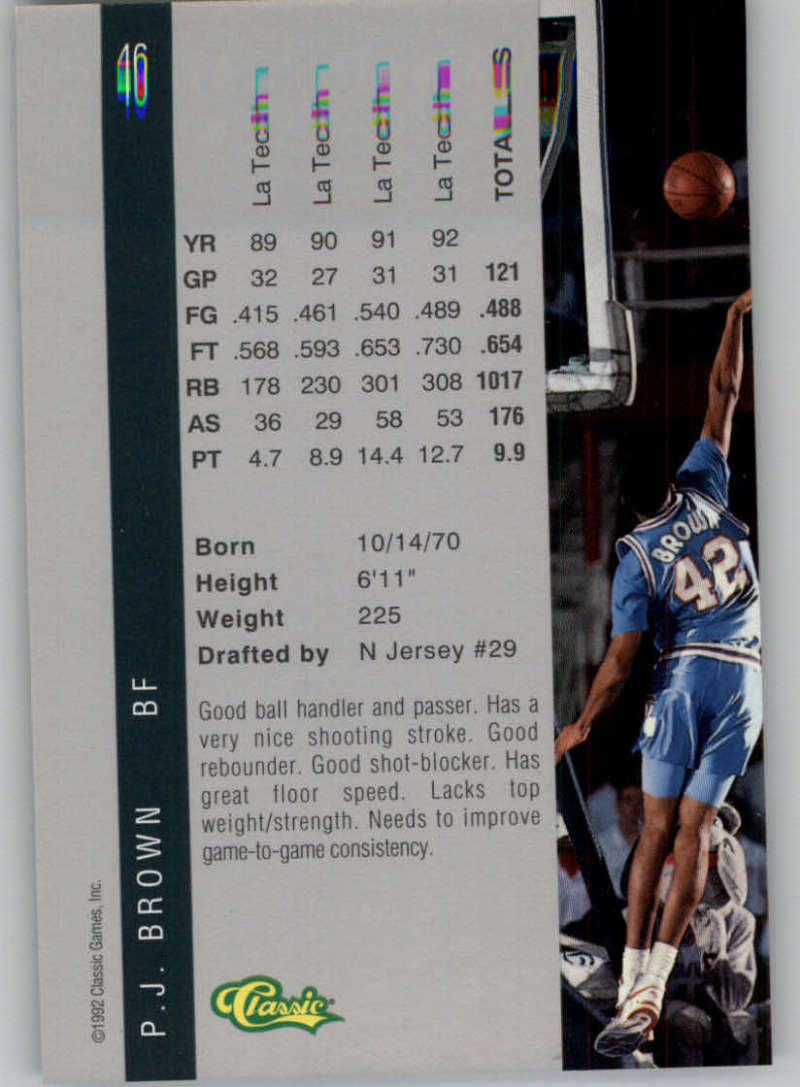 46
La Tech La Tech La Tech La Tech TOTALS
YR 89 90 91 92
GP 32 27 31 31 121
FG .415 .461 .540 .489 .488
FT .568 .593 .653 .730 .654
RB 178 230 301 308 1017
AS 36 29 58 53 176
PT 4.7 8.9 14.4 12.7 9.9
Born 10/14/70
Height 6'11"
Weight 225
Drafted by N Jersey #29
Good ball handler and passer. Has a
very nice shooting stroke. Good
rebounder. Good shot-blocker. Has
great floor speed. Lacks top
weight/strength. Needs to improve
game-to-game consistency.
P.J. BROWN BF
©1992 Classic Games, Inc.
Classic
BROWN
42